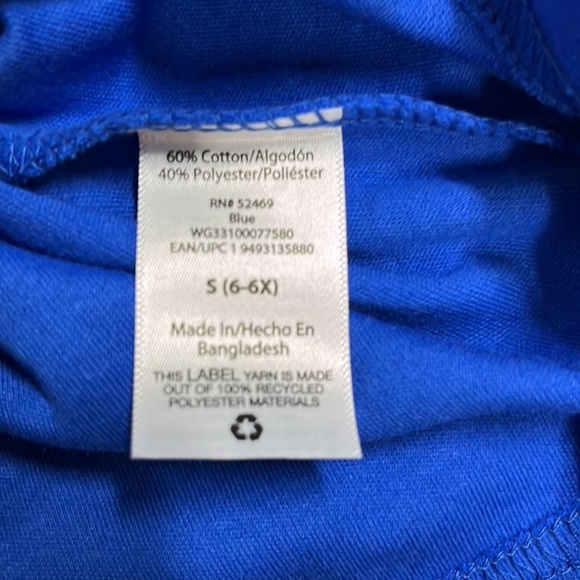 60% Cotton/Algodón
40% Polyester/Poliéster
RN# 52469
Blue
WG33100077580
EAN/UPC 1 9493135880
S (6-6X)
Made In/Hecho En
Bangladesh
THIS LABEL YARN IS MADE
OUT OF 100% RECYCLED
POLYESTER MATERIALS